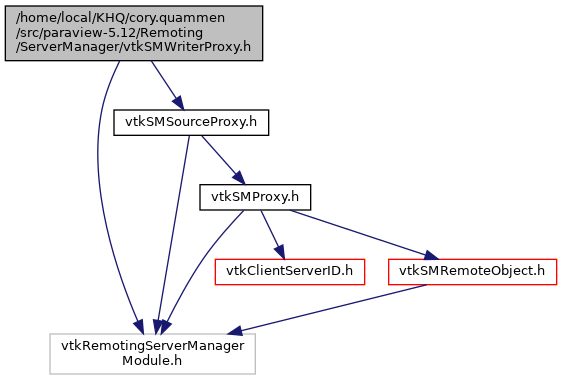 /home/local/KHQ/cory.quammen
/src/paraview-5.12/Remoting
/ServerManager/vtkSMWriterProxy.h
vtkSMSourceProxy.h
vtkSMProxy.h
vtkClientServerID.h
vtkSMRemoteObject.h
vtkRemotingServerManager
Module.h